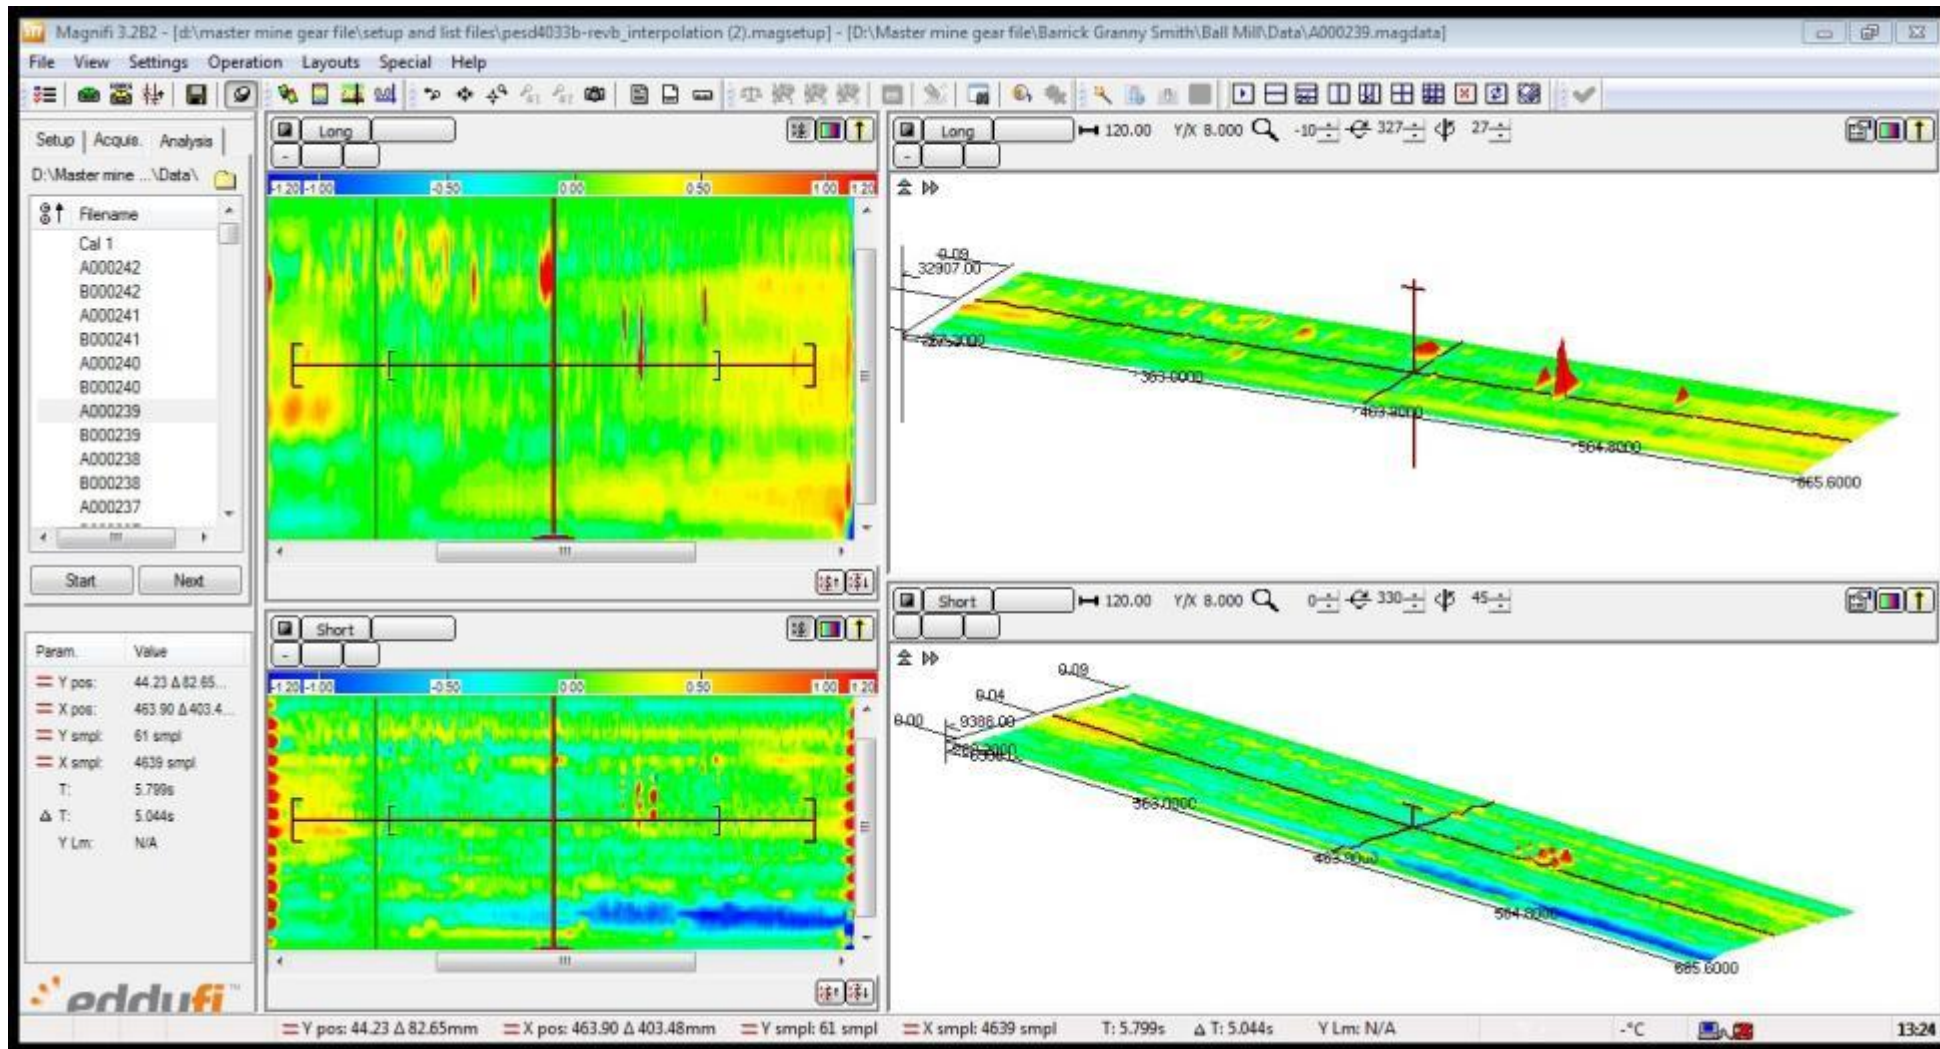 Magnifi 3.2B2 - [d:\master mine gear file\setup and list files\pesd4033b-revb_interpolation (2).magsetup] - [D:\Master mine gear file\Barrick Granny Smith\Ball Mill\Data\A000239.magdata]
File View Settings Operation Layouts Special Help
Setup Acquis. Analysis
D:\Master mine ...\Data\
Filename
Cal 1
A000242
B000242
A000241
B000241
A000240
B000240
A000239
B000239
A000238
B000238
A000237
Start Next
Param. Value
Y pos: 44.23 Δ 82.65...
X pos: 463.90 Δ 403.4...
Y smpl: 61 smpl
X smpl: 4639 smpl
T: 5.799s
Δ T: 5.044s
Y Lm: N/A
eddyfi™
Long
-
-1.20 -1.00 -0.50 0.00 0.50 1.00 1.20
Short
-
-1.20 -1.00 -0.50 0.00 0.50 1.00 1.20
Long 120.00 Y/X 8.000 -10 327 27
-
0.09
32907.00
363.0000
463.9000
564.8000
665.6000
Short 120.00 Y/X 8.000 0 330 45
0.09
0.04
0.00
9388.00
363.0000
463.9000
564.8000
665.6000
Y pos: 44.23 Δ 82.65mm X pos: 463.90 Δ 403.48mm Y smpl: 61 smpl X smpl: 4639 smpl T: 5.799s Δ T: 5.044s Y Lm: N/A -°C 13:24